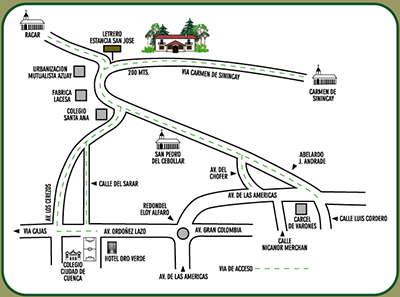 RACAR
LETRERO
ESTANCIA SAN JOSE
URBANIZACION
MUTUALISTA AZUAY
200 MTS.
VIA CARMEN DE SININCAY
CARMEN
DE SININCAY
FABRICA
LACESA
COLEGIO
SANTA ANA
SAN PEDRO
DEL CEBOLLAR
ABELARDO
J. ANDRADE
AV. DEL
CHOFER
AV. LOS CEREZOS
CALLE DEL SARAR
AV. DE LAS AMERICAS
REDONDEL
ELOY ALFARO
CARCEL
DE VARONES
CALLE LUIS CORDERO
VIA CAJAS
AV. ORDOÑEZ LAZO
AV. GRAN COLOMBIA
CALLE
NICANOR MERCHAN
COLEGIO
CIUDAD DE
CUENCA
HOTEL ORO VERDE
AV. DE LAS AMERICAS
VIA DE ACCESO